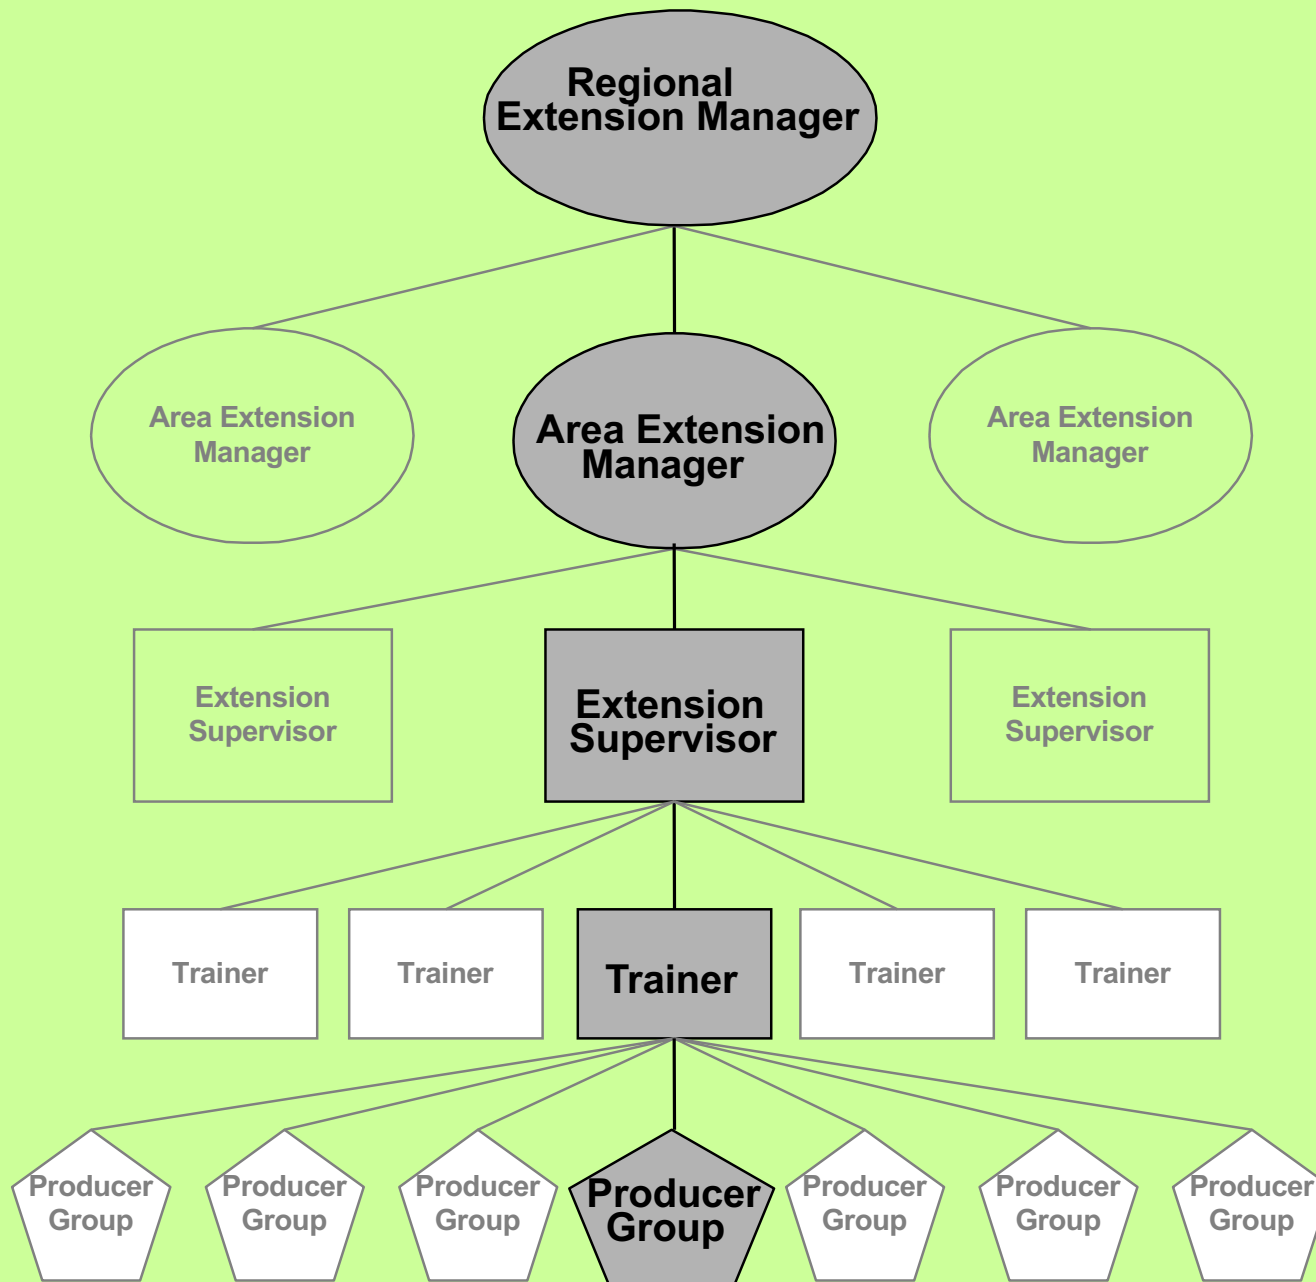 Regional
Extension Manager
Area Extension
Manager
Area Extension
Manager
Area Extension
Manager
Extension
Supervisor
Extension
Supervisor
Extension
Supervisor
Trainer
Trainer
Trainer
Trainer
Trainer
Producer
Group
Producer
Group
Producer
Group
Producer
Group
Producer
Group
Producer
Group
Producer
Group